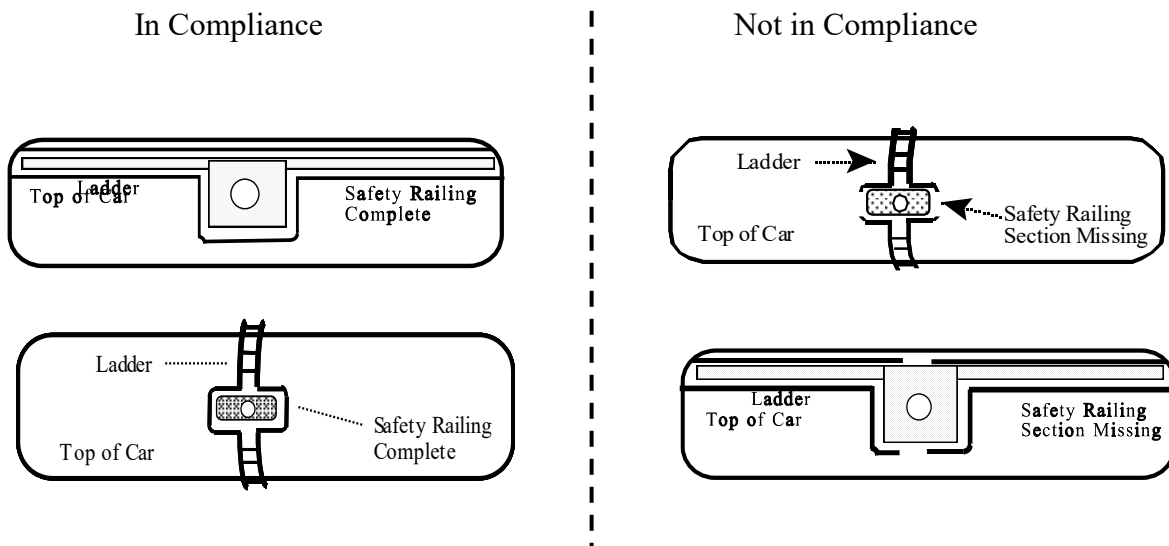 In Compliance
Not in Compliance
Ladder
Top of Car
Safety Railing
Complete
Ladder
Safety Railing
Section Missing
Top of Car
Ladder
Safety Railing
Complete
Top of Car
Ladder
Top of Car
Safety Railing
Section Missing